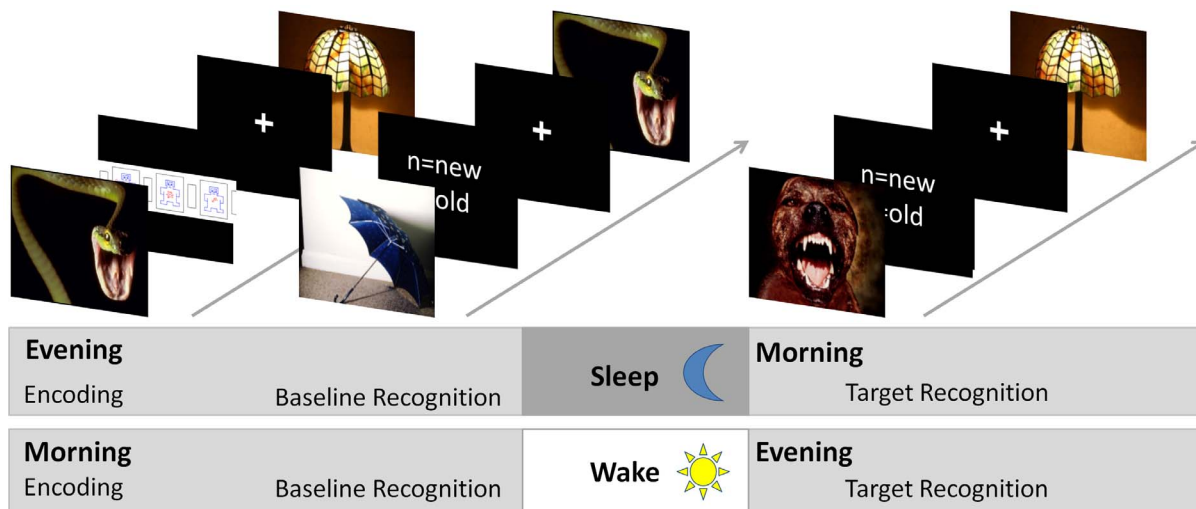 +
n=new
=old
+
n=new
=old
+
Evening
Encoding
Baseline Recognition
Sleep
Morning
Target Recognition
Morning
Encoding
Baseline Recognition
Wake
Evening
Target Recognition